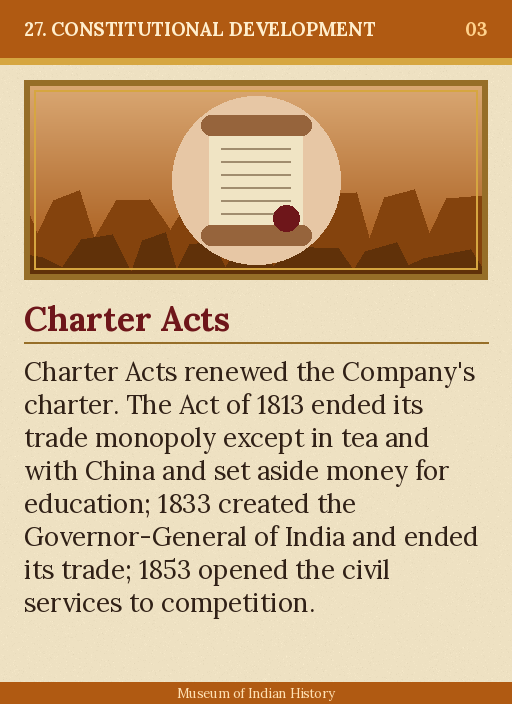 27. CONSTITUTIONAL DEVELOPMENT 03
Charter Acts
Charter Acts renewed the Company's
charter. The Act of 1813 ended its
trade monopoly except in tea and
with China and set aside money for
education; 1833 created the
Governor-General of India and ended
its trade; 1853 opened the civil
services to competition.
Museum of Indian History